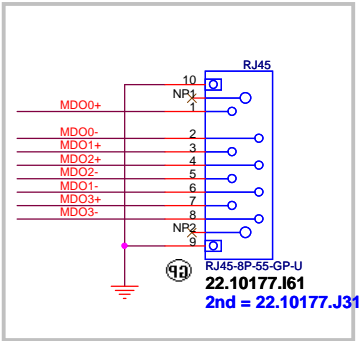 RJ45
10
NP1
MDO0+ 1
MDO0- 2
MDO1+ 3
MDO2+ 4
MDO2- 5
MDO1- 6
MDO3+ 7
MDO3- 8
NP2
9
GP
RJ45-8P-55-GP-U
22.10177.I61
2nd = 22.10177.J31